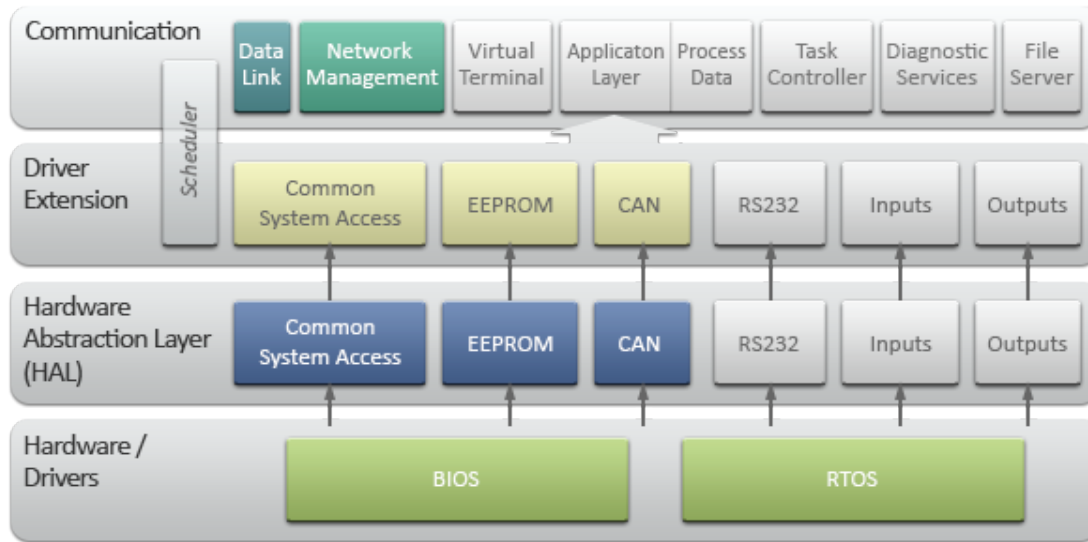 Communication
Data
Link
Network
Management
Virtual
Terminal
Applicaton
Layer
Process
Data
Task
Controller
Diagnostic
Services
File
Server
Scheduler
Driver
Extension
Common
System Access
EEPROM
CAN
RS232
Inputs
Outputs
Hardware
Abstraction Layer
(HAL)
Common
System Access
EEPROM
CAN
RS232
Inputs
Outputs
Hardware /
Drivers
BIOS
RTOS